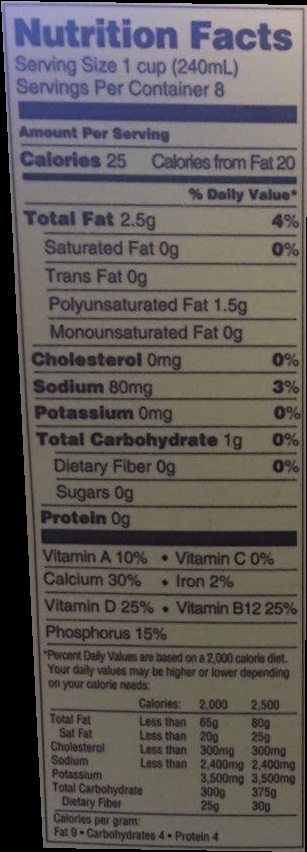 Nutrition Facts
Serving Size 1 cup (240mL)
Servings Per Container 8
Amount Per Serving
Calories 25 Calories from Fat 20
% Daily Value*
Total Fat 2.5g 4%
Saturated Fat 0g 0%
Trans Fat 0g
Polyunsaturated Fat 1.5g
Monounsaturated Fat 0g
Cholesterol 0mg 0%
Sodium 80mg 3%
Potassium 0mg 0%
Total Carbohydrate 1g 0%
Dietary Fiber 0g 0%
Sugars 0g
Protein 0g
Vitamin A 10% • Vitamin C 0%
Calcium 30% • Iron 2%
Vitamin D 25% • Vitamin B12 25%
Phosphorus 15%
*Percent Daily Values are based on a 2,000 calorie diet.
Your daily values may be higher or lower depending
on your calorie needs:
Calories: 2,000 2,500
Total Fat Less than 65g 80g
Sat Fat Less than 20g 25g
Cholesterol Less than 300mg 300mg
Sodium Less than 2,400mg 2,400mg
Potassium 3,500mg 3,500mg
Total Carbohydrate 300g 375g
Dietary Fiber 25g 30g
Calories per gram:
Fat 9 • Carbohydrates 4 • Protein 4